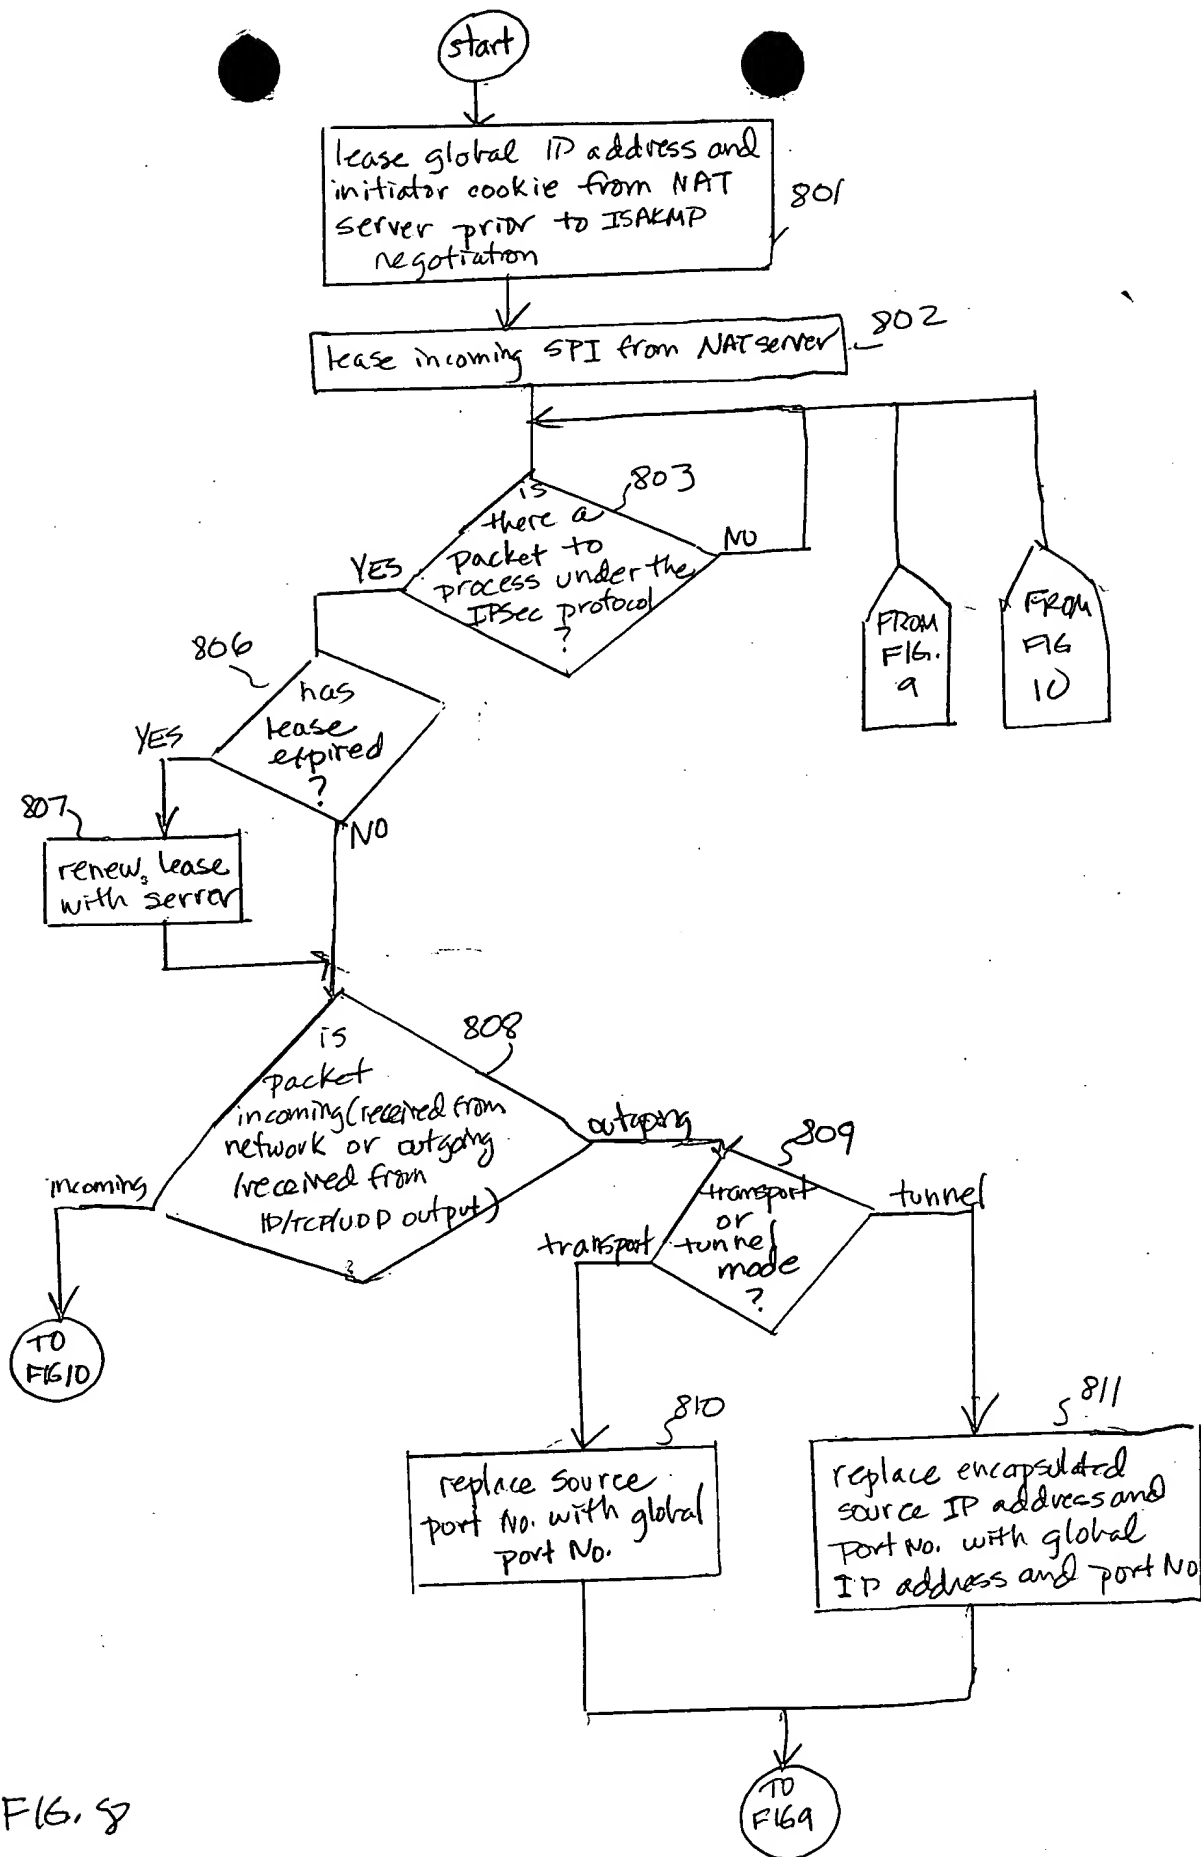 start
lease global IP address and
initiator cookie from NAT
server prior to ISAKMP
negotiation
801
lease incoming SPI from NAT server
802
is
there a
packet to
process under the
IPSec protocol
?
803
NO
YES
FROM
FIG.
9
FROM
FIG
10
806
has
lease
expired
?
YES
NO
807
renew lease
with server
is
packet
incoming (received from
network or outgoing
(received from
IP/TCP/UDP output)
?
808
incoming
outgoing
TO
FIG10
transport
or
tunnel
mode
?
809
transport
tunnel
810
replace source
port No. with global
port No.
811
replace encapsulated
source IP address and
port No. with global
IP address and port No
TO
FIG9
FIG. 8